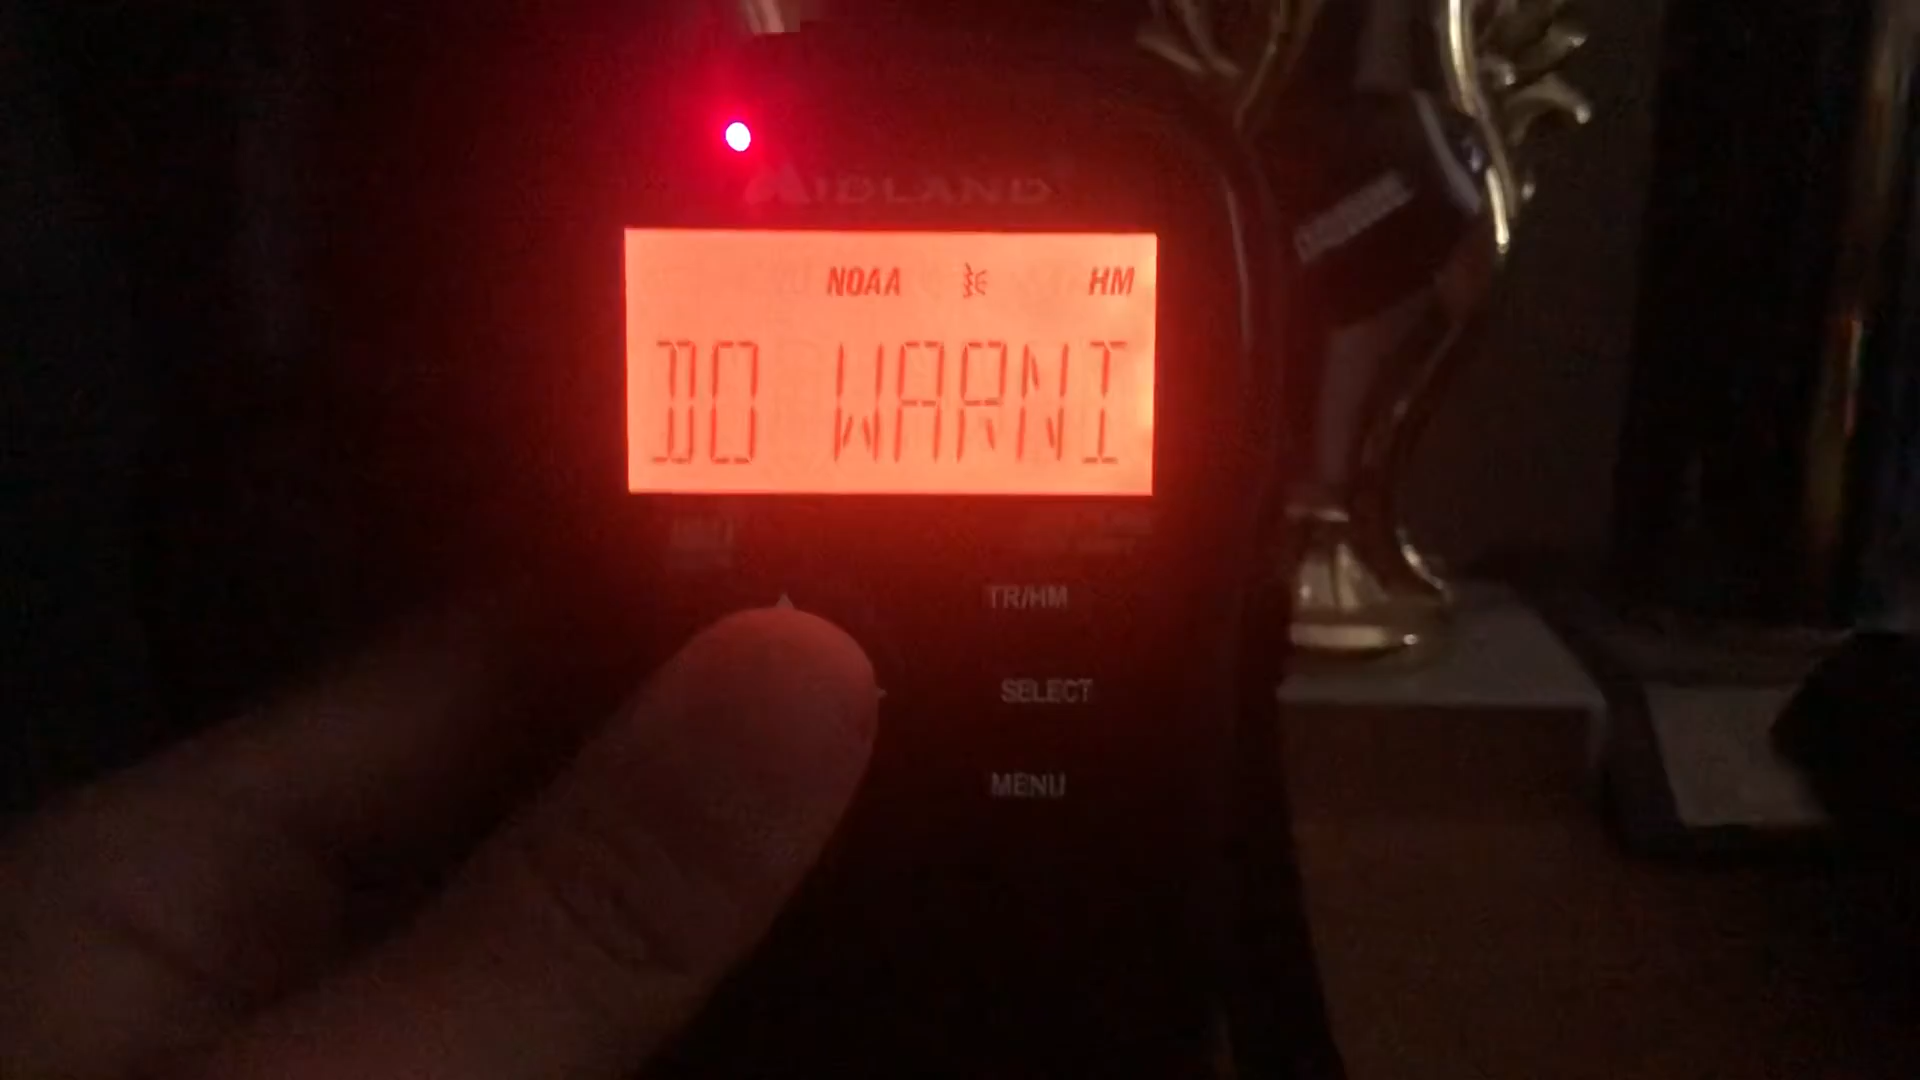 MIDLAND
NOAA HM
DO WARNI
TR/HM
SELECT
MENU